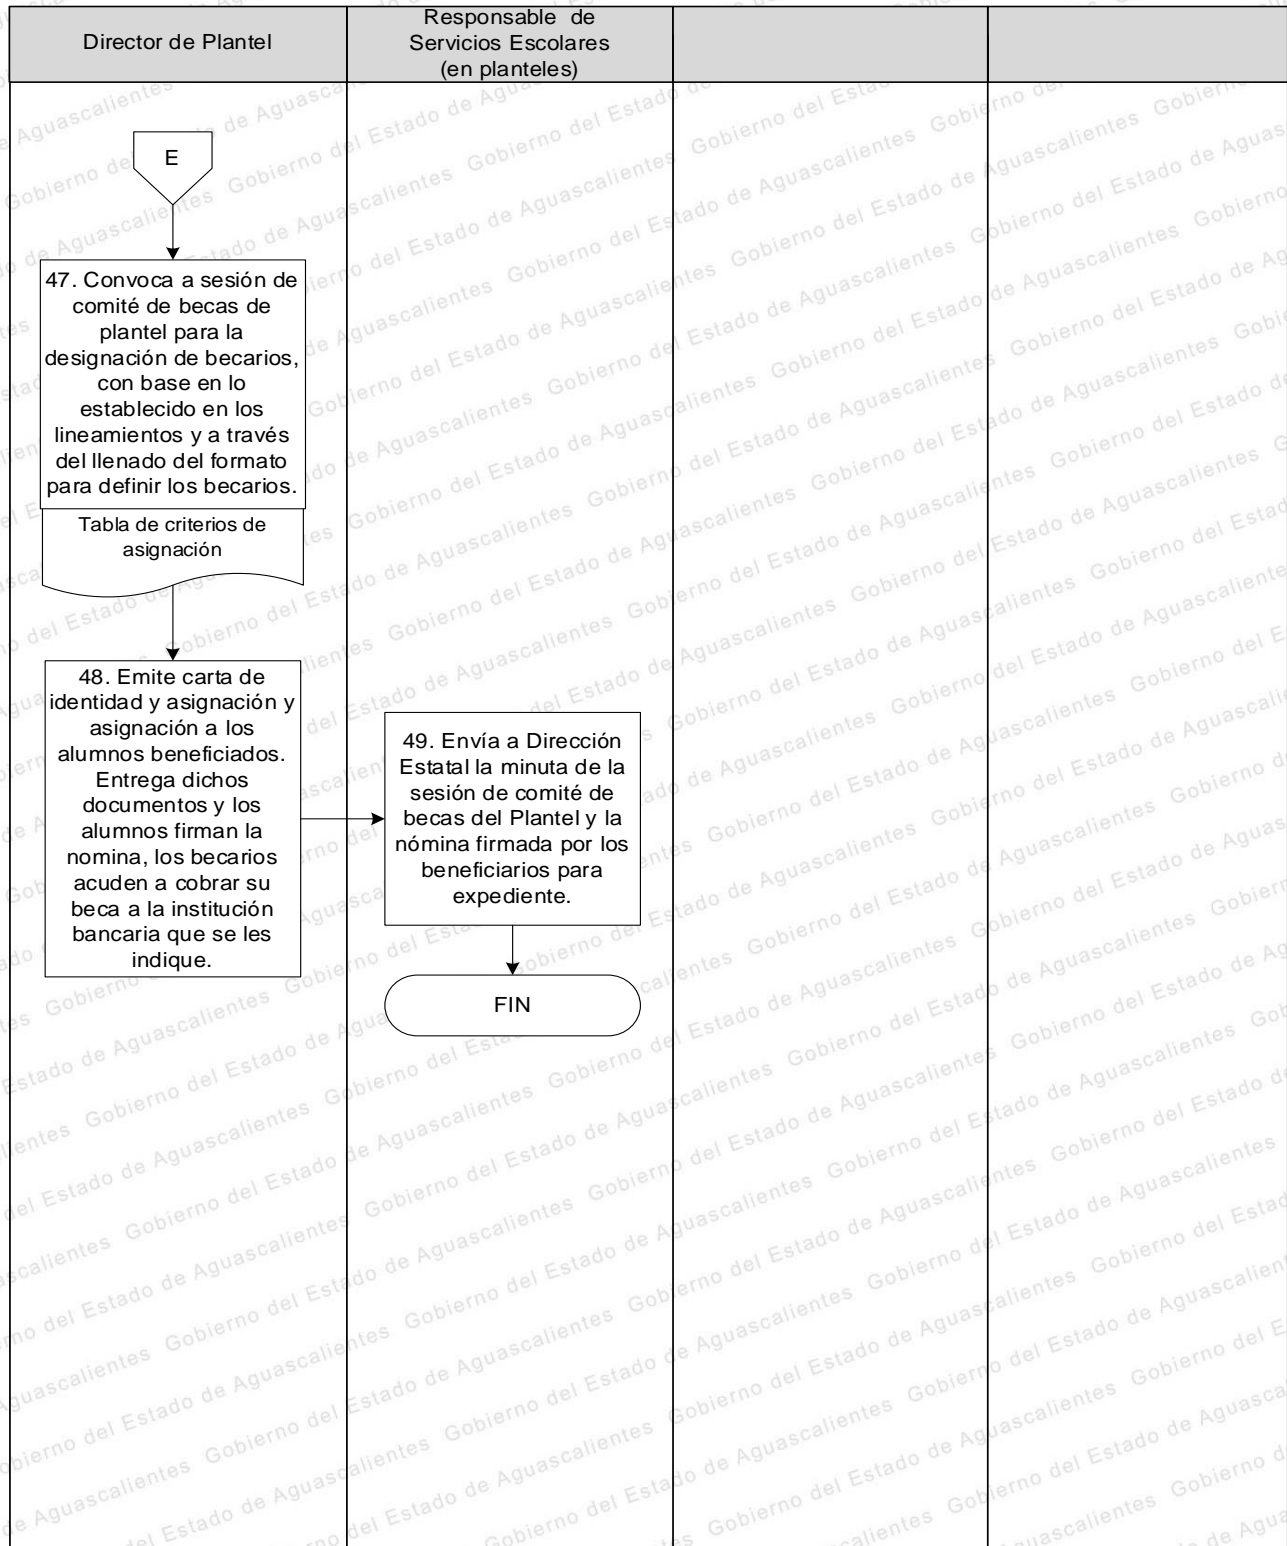 Director de Plantel
Responsable de
Servicios Escolares
(en planteles)
E
47. Convoca a sesión de
comité de becas de
plantel para la
designación de becarios,
con base en lo
establecido en los
lineamientos y a través
del llenado del formato
para definir los becarios.
Tabla de criterios de
asignación
48. Emite carta de
identidad y asignación y
asignación a los
alumnos beneficiados.
Entrega dichos
documentos y los
alumnos firman la
nomina, los becarios
acuden a cobrar su
beca a la institución
bancaria que se les
indique.
49. Envía a Dirección
Estatal la minuta de la
sesión de comité de
becas del Plantel y la
nómina firmada por los
beneficiarios para
expediente.
FIN
Gobierno del Estado de Aguascalientes